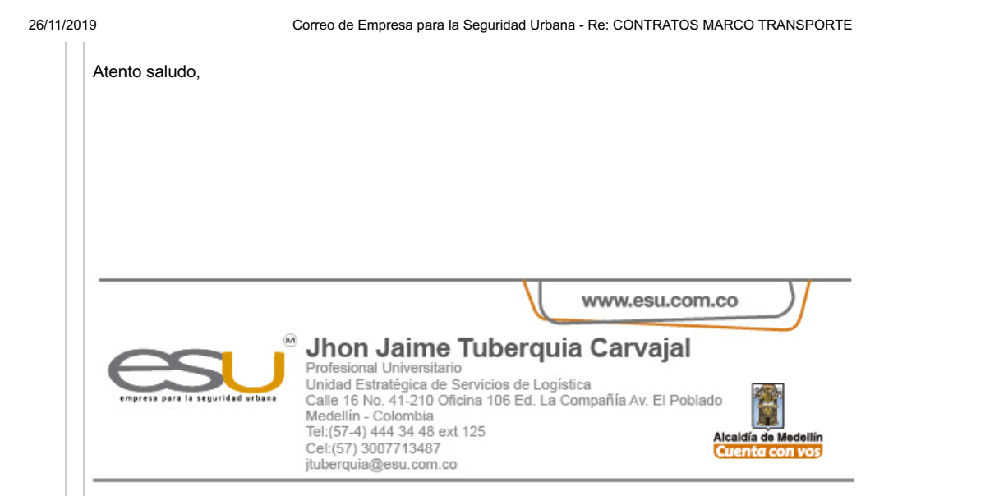 26/11/2019 Correo de Empresa para la Seguridad Urbana - Re: CONTRATOS MARCO TRANSPORTE
Atento saludo,
www.esu.com.co
esu
M
empresa para la seguridad urbana
Jhon Jaime Tuberquia Carvajal
Profesional Universitario
Unidad Estratégica de Servicios de Logística
Calle 16 No. 41-210 Oficina 106 Ed. La Compañía Av. El Poblado
Medellín - Colombia
Tel:(57-4) 444 34 48 ext 125
Cel:(57) 3007713487
jtuberquia@esu.com.co
Alcaldía de Medellín
Cuenta con vos